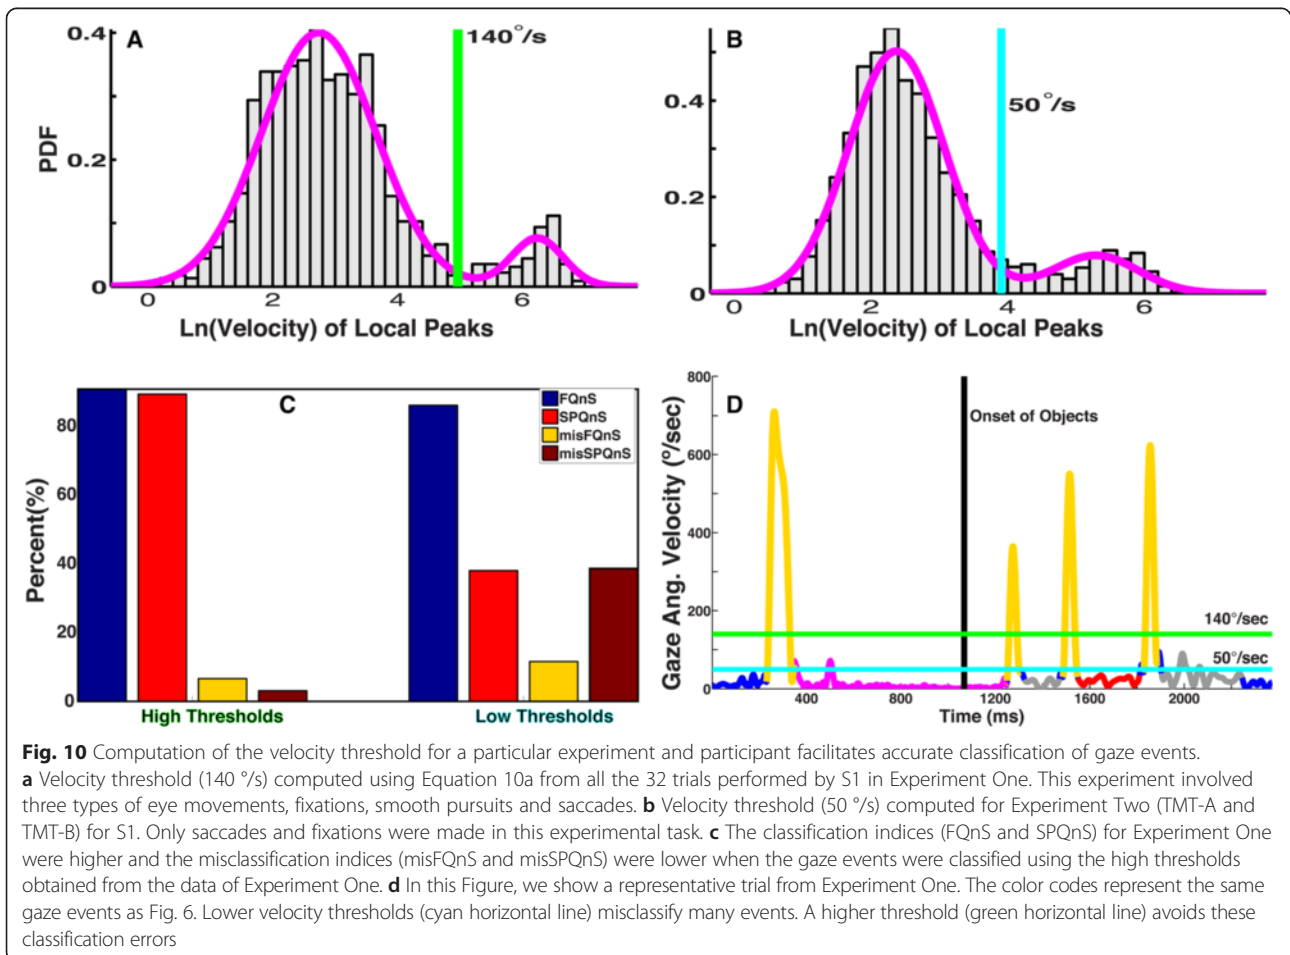 A
140°/s
0.4
0.2
0
PDF
0 2 4 6
Ln(Velocity) of Local Peaks
B
50°/s
0.4
0.2
0
0 2 4 6
Ln(Velocity) of Local Peaks
C
FQnS
SPQnS
misFQnS
misSPQnS
80
60
40
20
0
Percent(%)
High Thresholds Low Thresholds
D
Onset of Objects
800
600
400
200
0
Gaze Ang. Velocity (°/sec)
140°/sec
50°/sec
400 800 1200 1600 2000
Time (ms)
Fig. 10 Computation of the velocity threshold for a particular experiment and participant facilitates accurate classification of gaze events.
a Velocity threshold (140 °/s) computed using Equation 10a from all the 32 trials performed by S1 in Experiment One. This experiment involved
three types of eye movements, fixations, smooth pursuits and saccades. b Velocity threshold (50 °/s) computed for Experiment Two (TMT-A and
TMT-B) for S1. Only saccades and fixations were made in this experimental task. c The classification indices (FQnS and SPQnS) for Experiment One
were higher and the misclassification indices (misFQnS and misSPQnS) were lower when the gaze events were classified using the high thresholds
obtained from the data of Experiment One. d In this Figure, we show a representative trial from Experiment One. The color codes represent the same
gaze events as Fig. 6. Lower velocity thresholds (cyan horizontal line) misclassify many events. A higher threshold (green horizontal line) avoids these
classification errors